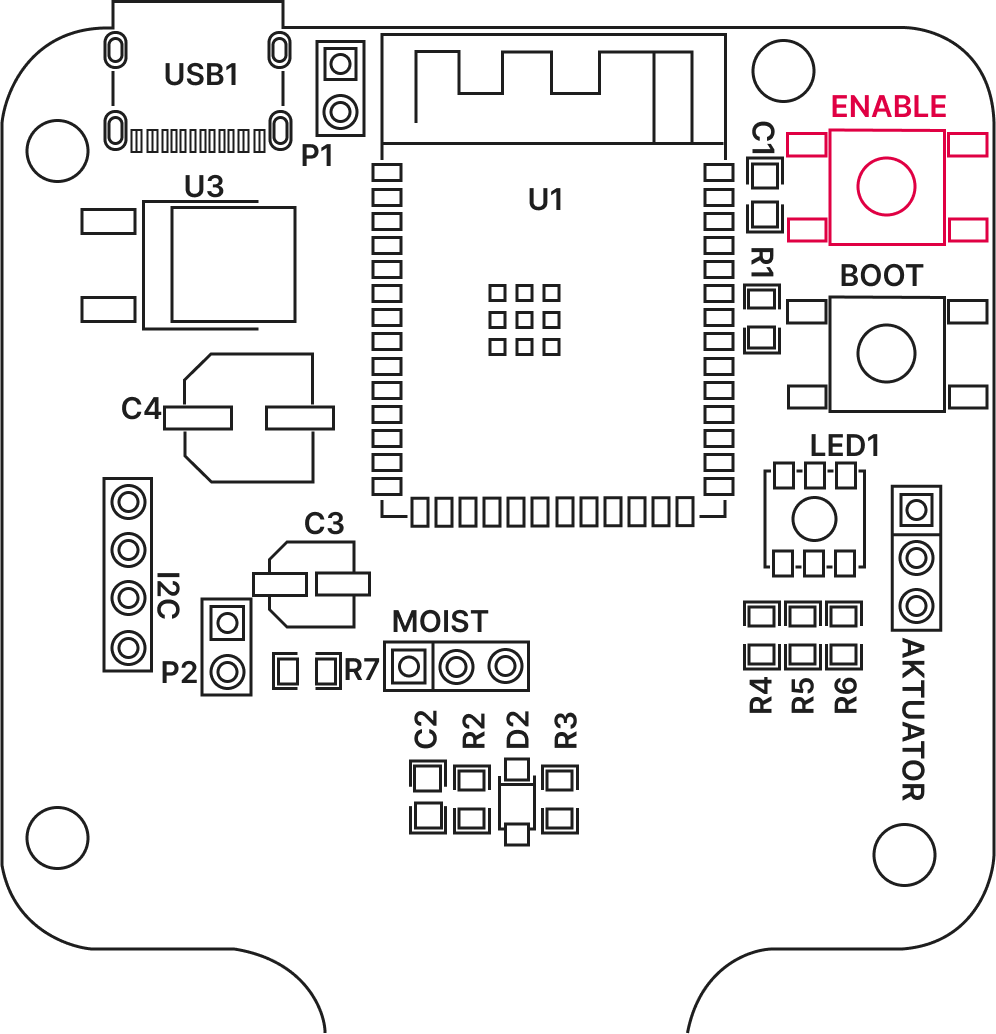 USB1
P1
ENABLE
C1
U3
U1
R1
BOOT
C4
LED1
C3
I2C
MOIST
P2
R7
AKTUATOR
R4
R5
R6
C2
R2
D2
R3